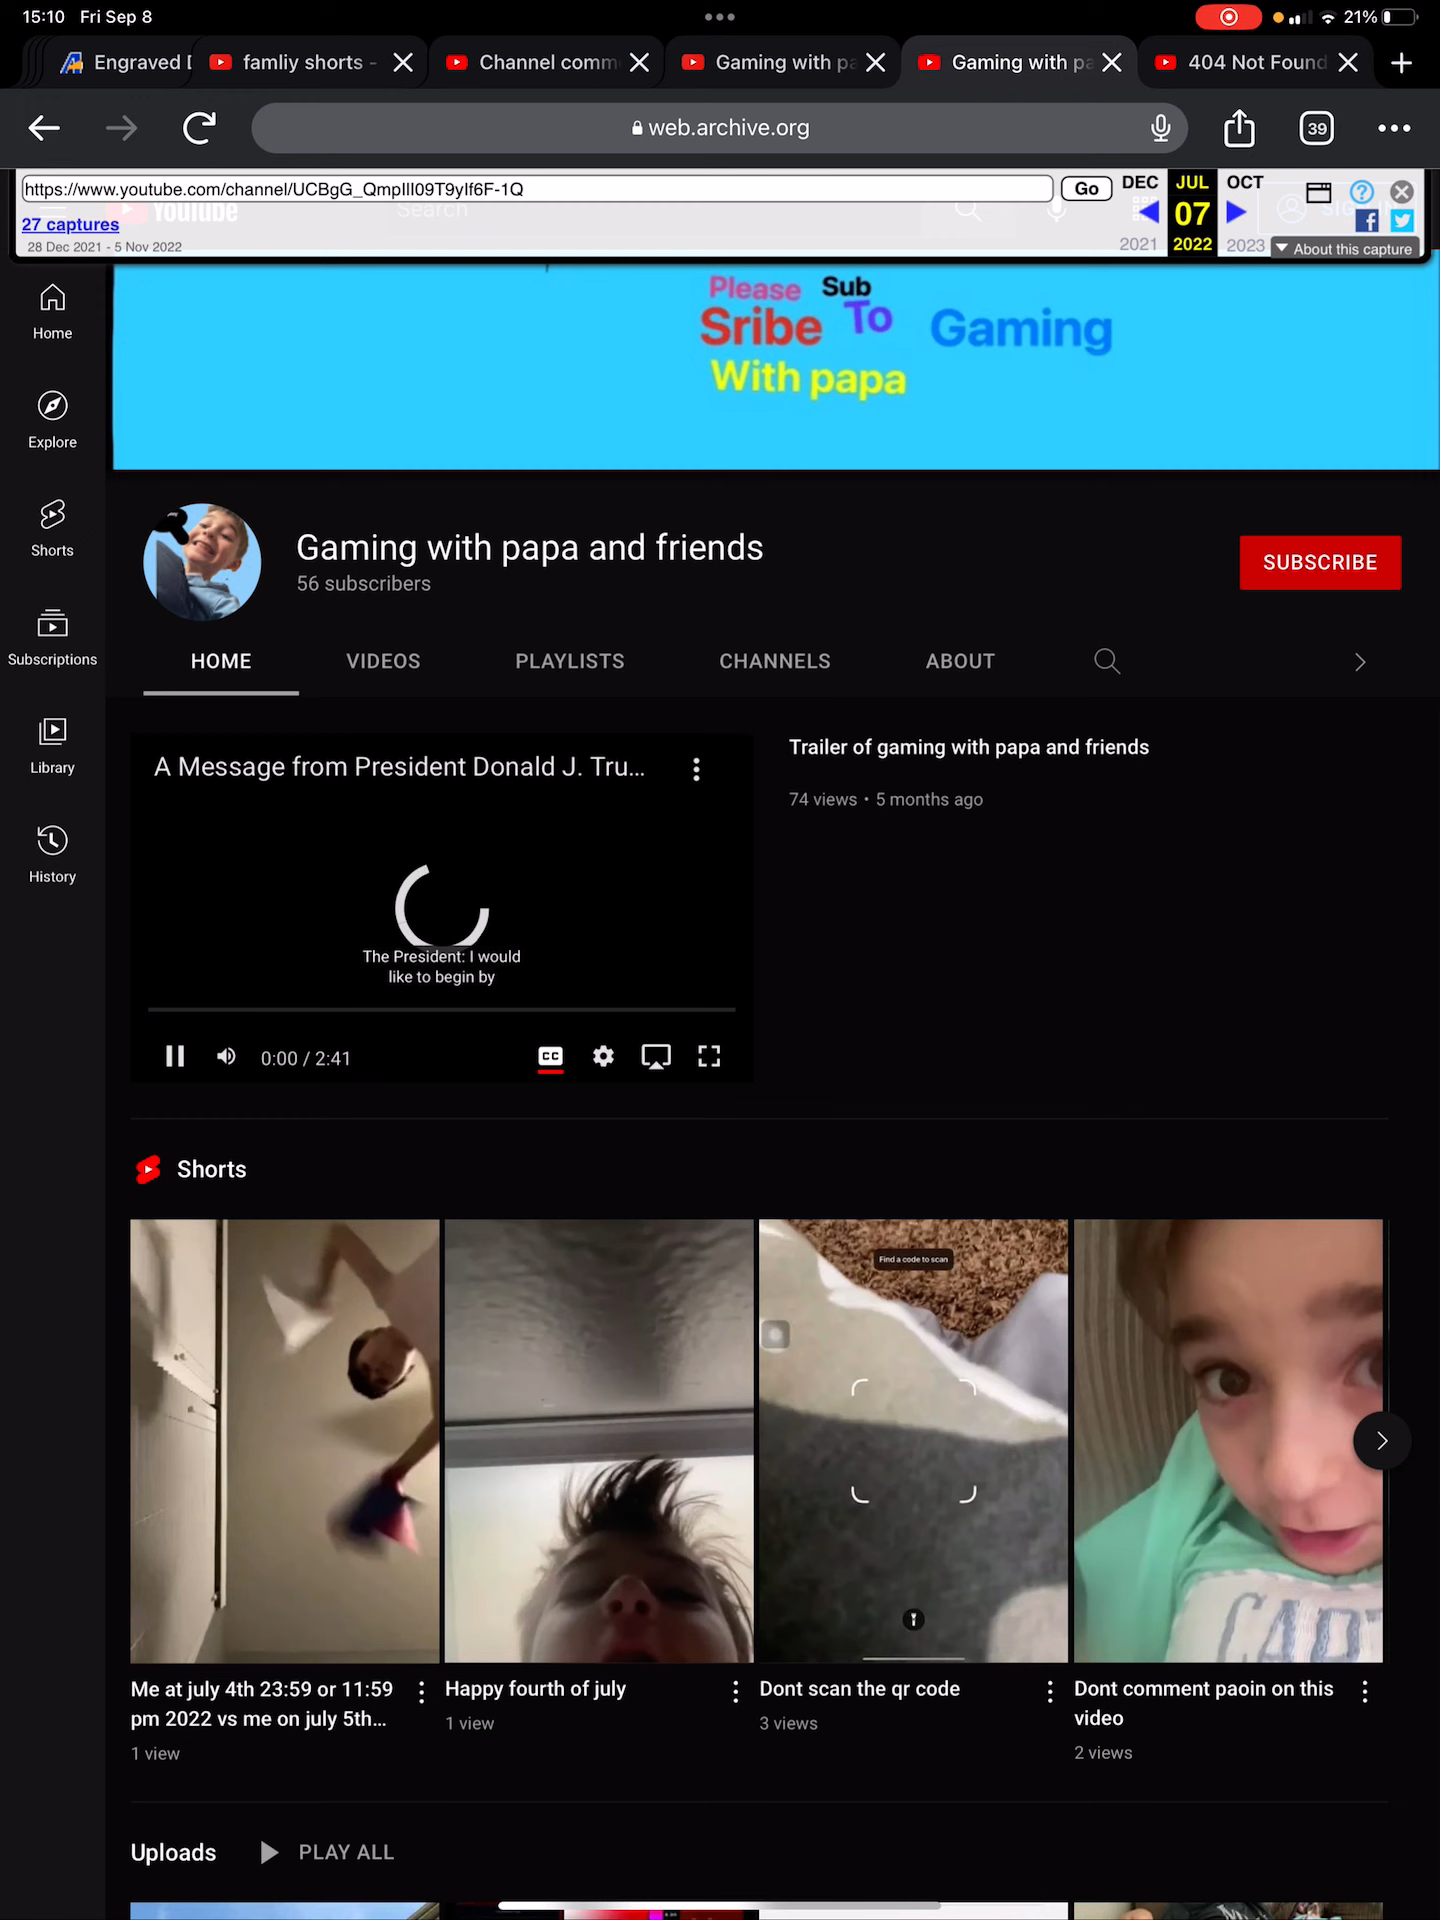 15:10 Fri Sep 8
21%
Engraved
famliy shorts -
Channel comm
Gaming with pa
Gaming with pa
404 Not Found
web.archive.org
39
https://www.youtube.com/channel/UCBgG_QmpIII09T9yIf6F-1Q
Go
DEC JUL OCT
27 captures
07
28 Dec 2021 - 5 Nov 2022
2021 2022 2023
About this capture
YouTube
Search
Home
Explore
Shorts
Subscriptions
Library
History
Please Sub
Sribe To Gaming
With papa
Gaming with papa and friends
56 subscribers
SUBSCRIBE
HOME VIDEOS PLAYLISTS CHANNELS ABOUT
A Message from President Donald J. Tru...
The President: I would
like to begin by
0:00 / 2:41
CC
Trailer of gaming with papa and friends
74 views • 5 months ago
Shorts
Find a code to scan
Me at july 4th 23:59 or 11:59
pm 2022 vs me on july 5th...
1 view
Happy fourth of july
1 view
Dont scan the qr code
3 views
Dont comment paoin on this
video
2 views
Uploads
PLAY ALL